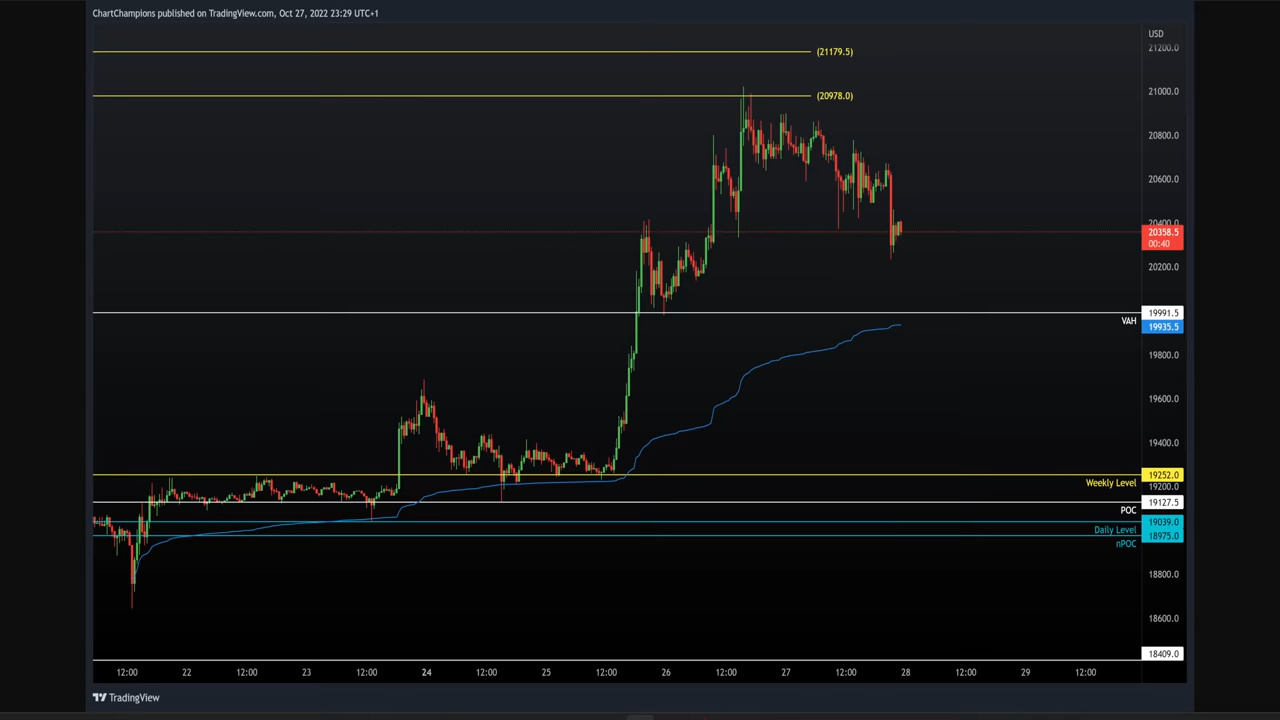 ChartChampions published on TradingView.com, Oct 27, 2022 23:29 UTC+1
USD
21200.0
(21179.5)
21000.0
(20978.0)
20800.0
20600.0
20400.0
20358.5
00:40
20200.0
19991.5
VAH
19935.5
19800.0
19600.0
19400.0
19252.0
Weekly Level
19200.0
19127.5
POC
19039.0
Daily Level
18975.0
nPOC
18800.0
18600.0
18409.0
12:00 22 12:00 23 12:00 24 12:00 25 12:00 26 12:00 27 12:00 28 12:00 29 12:00
TradingView